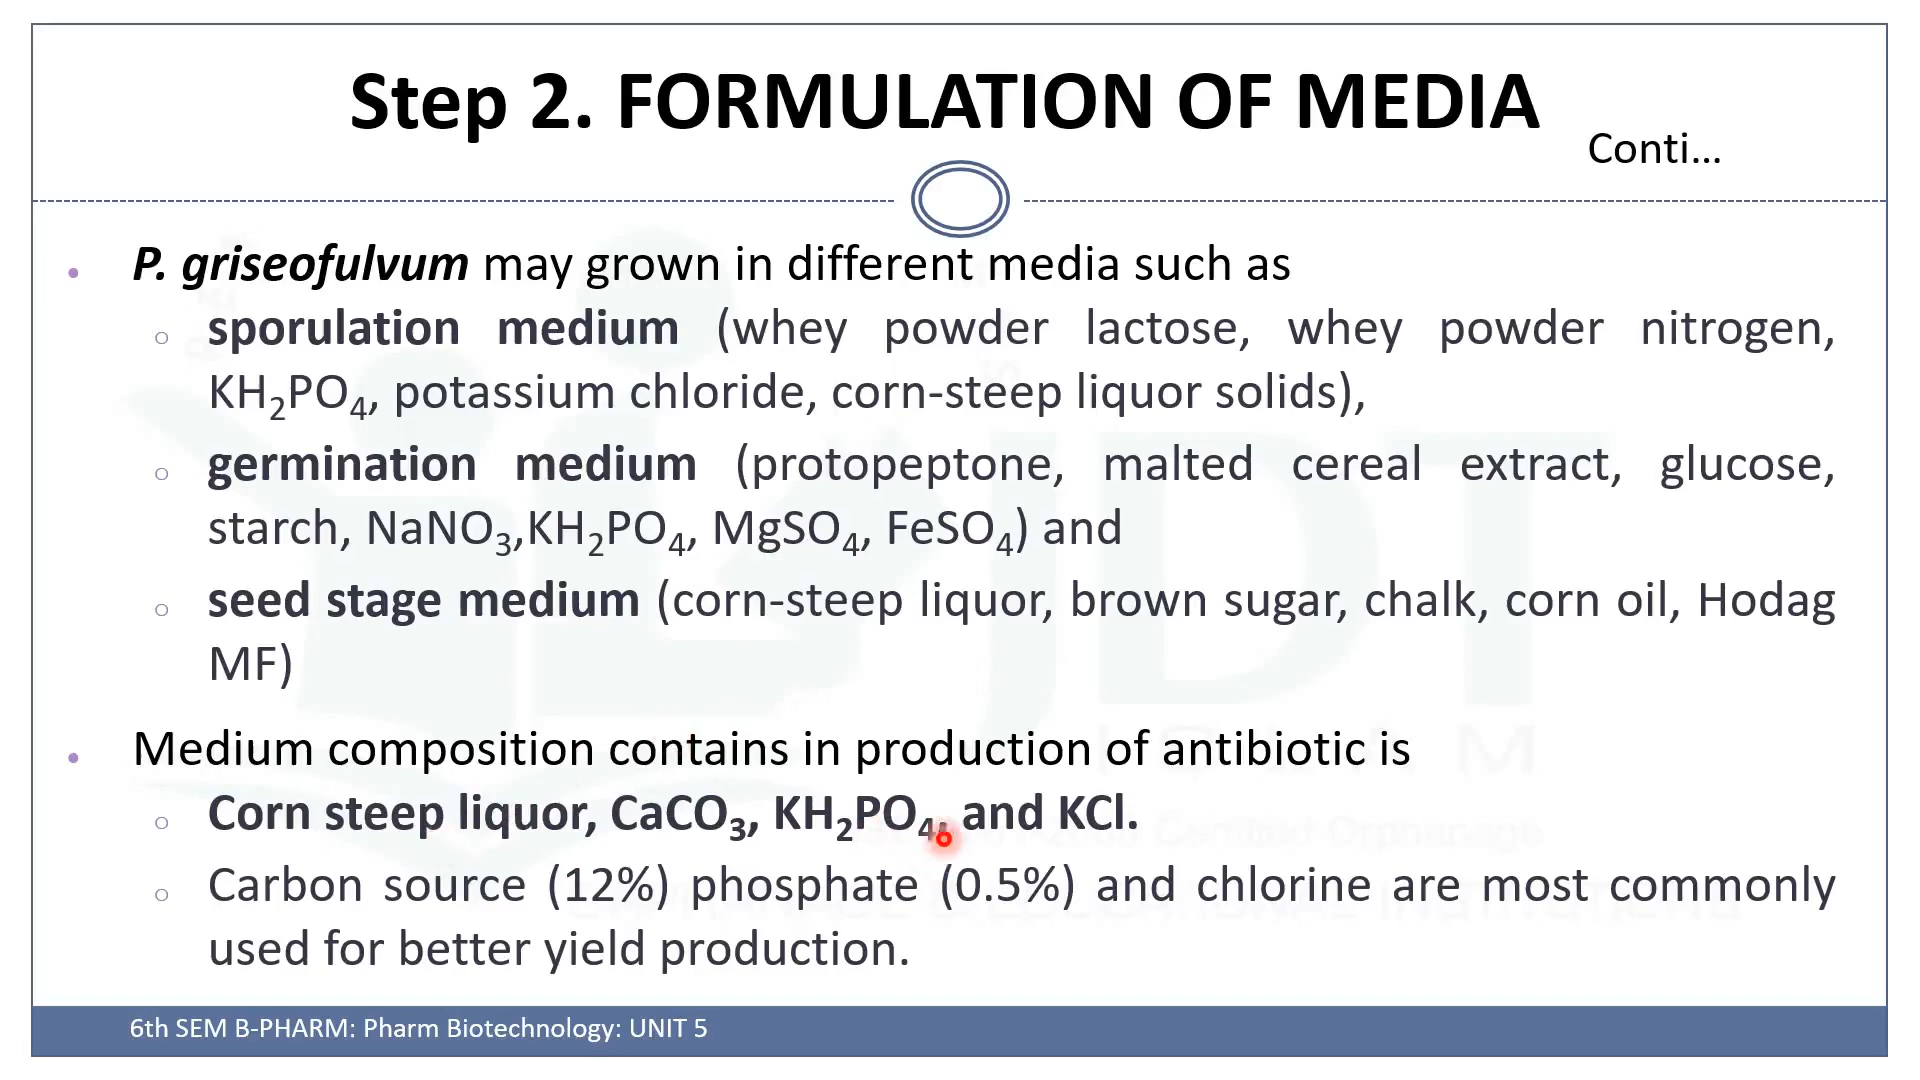 Step 2. FORMULATION OF MEDIA
Conti...
• P. griseofulvum may grown in different media such as
○ sporulation medium (whey powder lactose, whey powder nitrogen,
KH₂PO₄, potassium chloride, corn-steep liquor solids),
○ germination medium (protopeptone, malted cereal extract, glucose,
starch, NaNO₃,KH₂PO₄, MgSO₄, FeSO₄) and
○ seed stage medium (corn-steep liquor, brown sugar, chalk, corn oil, Hodag
MF)
• Medium composition contains in production of antibiotic is
○ Corn steep liquor, CaCO₃, KH₂PO₄, and KCl.
○ Carbon source (12%) phosphate (0.5%) and chlorine are most commonly
used for better yield production.
JDT
6th SEM B-PHARM: Pharm Biotechnology: UNIT 5